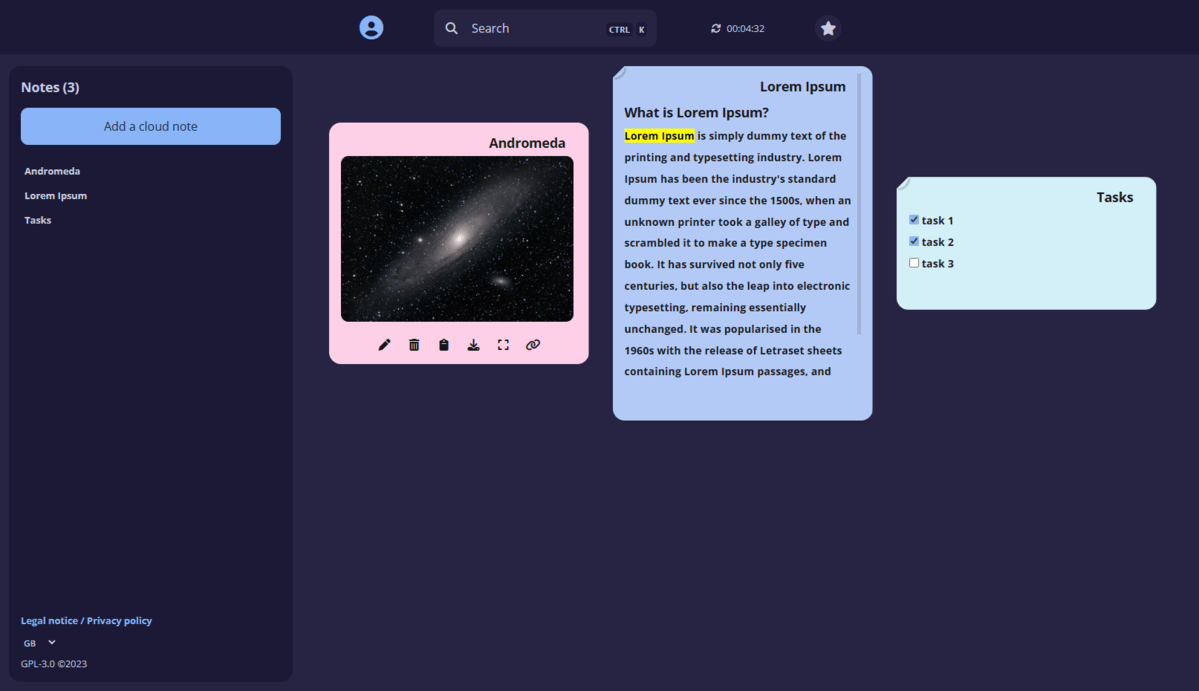 Search
CTRL K
00:04:32
Notes (3)
Add a cloud note
Andromeda
Lorem Ipsum
Tasks
Legal notice / Privacy policy
GB
GPL-3.0 ©2023
Andromeda
Lorem Ipsum
What is Lorem Ipsum?
Lorem Ipsum is simply dummy text of the
printing and typesetting industry. Lorem
Ipsum has been the industry's standard
dummy text ever since the 1500s, when an
unknown printer took a galley of type and
scrambled it to make a type specimen
book. It has survived not only five
centuries, but also the leap into electronic
typesetting, remaining essentially
unchanged. It was popularised in the
1960s with the release of Letraset sheets
containing Lorem Ipsum passages, and
Tasks
task 1
task 2
task 3